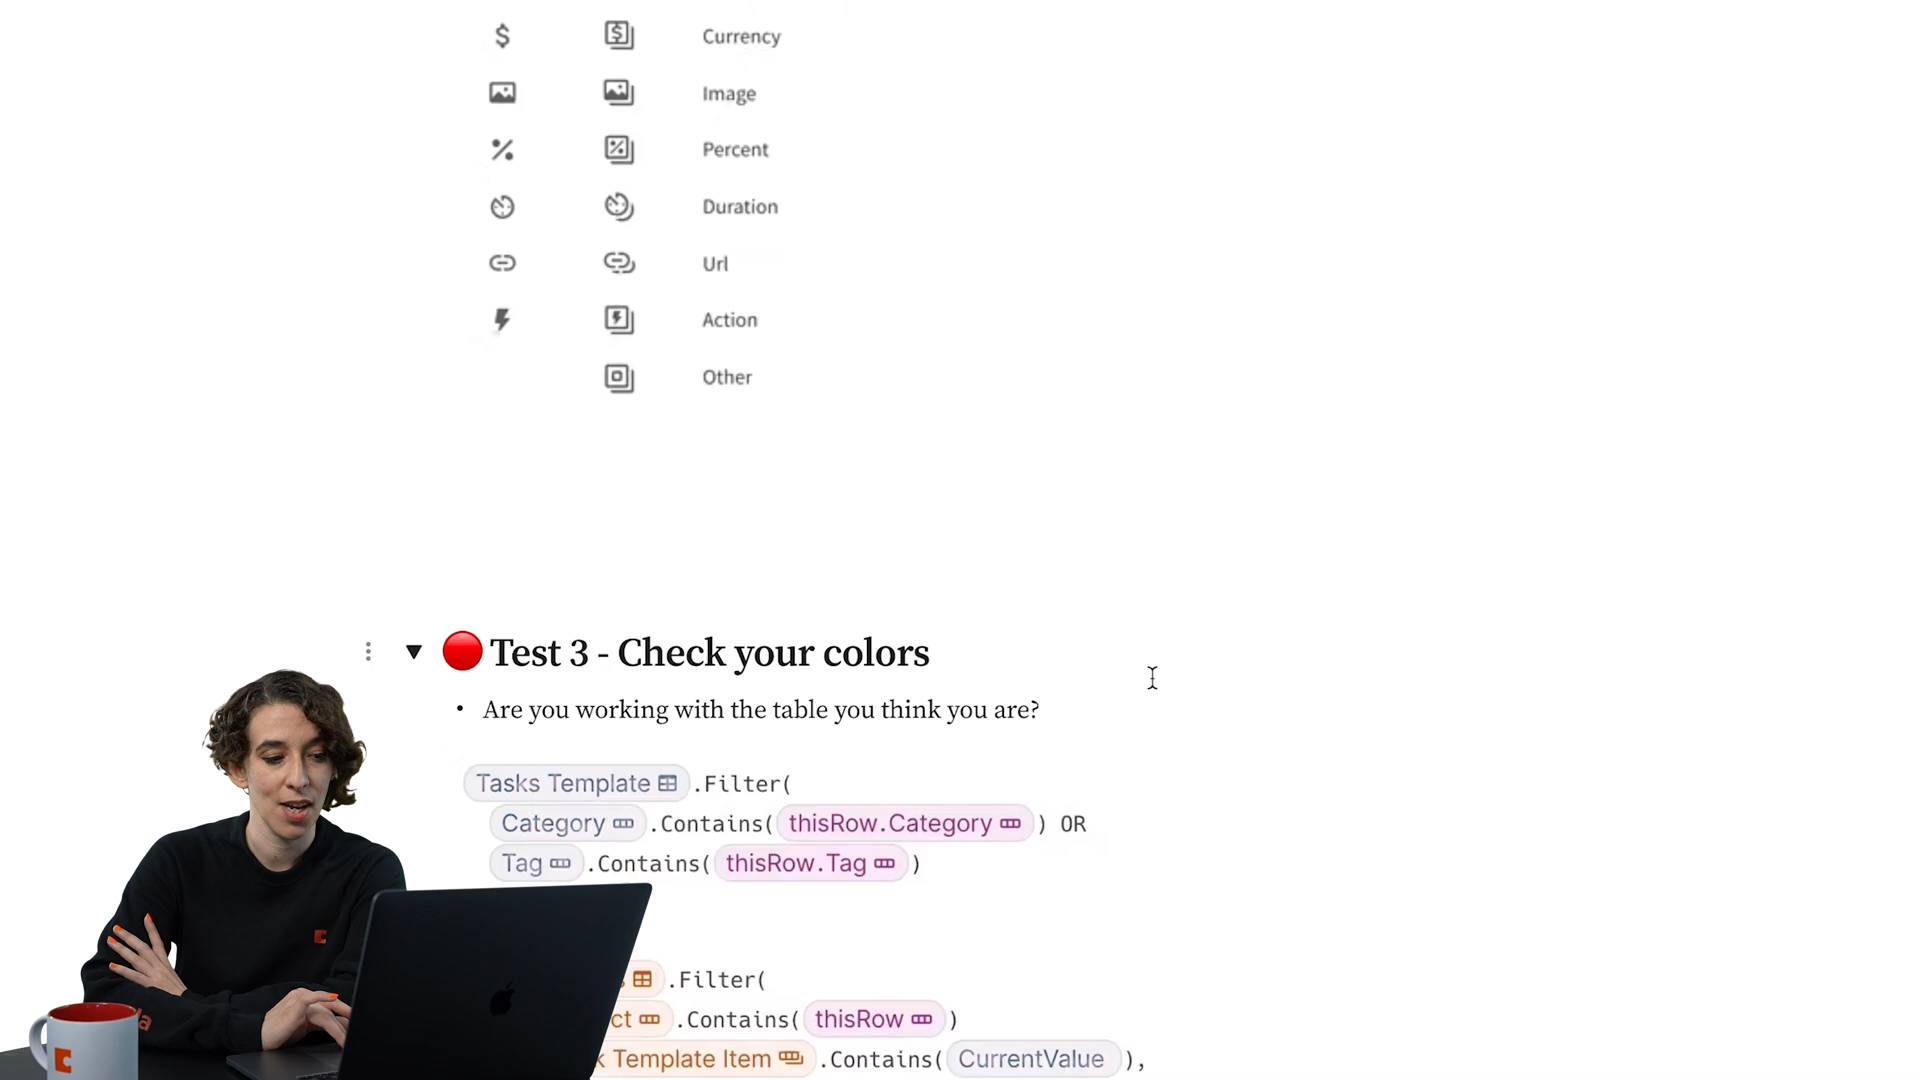 Currency
Image
Percent
Duration
Url
Action
Other
Test 3 - Check your colors
• Are you working with the table you think you are?
Tasks Template .Filter(
Category .Contains( thisRow.Category ) OR
Tag .Contains( thisRow.Tag )
.Filter(
.Contains( thisRow )
Template Item .Contains( CurrentValue ),